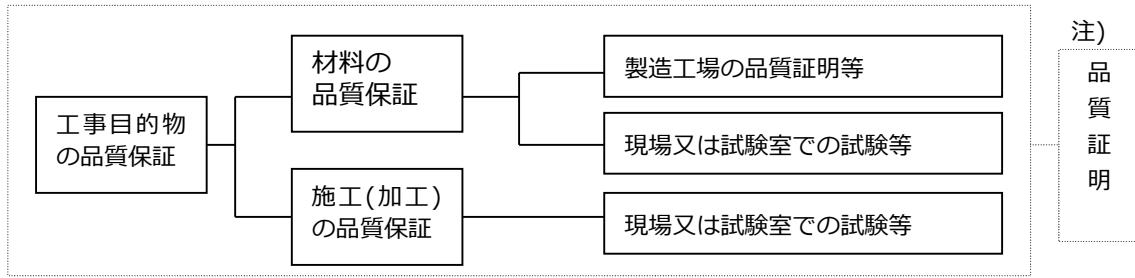 工事目的物
の品質保証
材料の
品質保証
製造工場の品質証明等
現場又は試験室での試験等
施工(加工)
の品質保証
現場又は試験室での試験等
注)
品
質
証
明